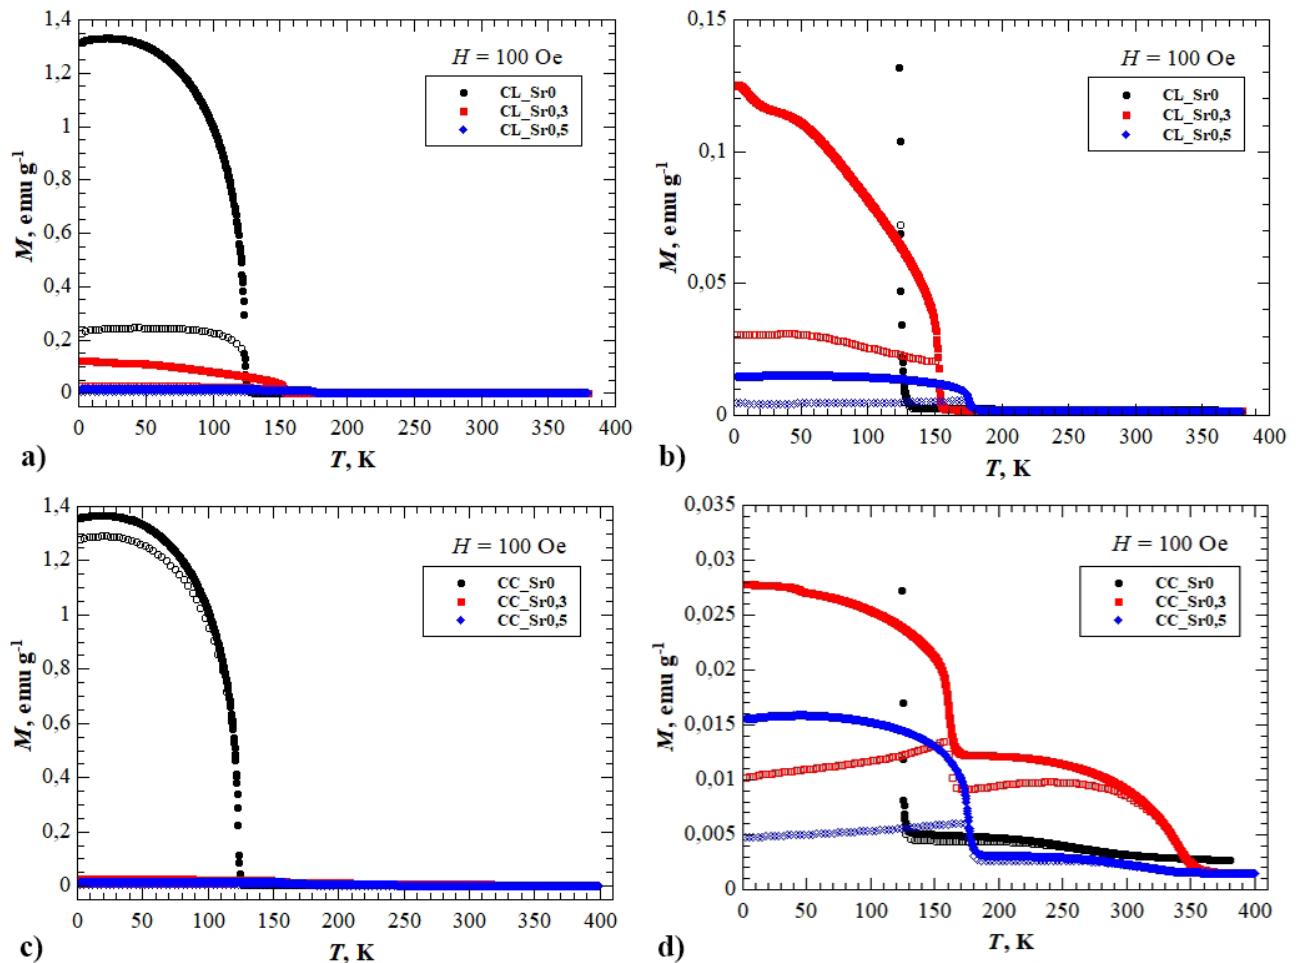 1,4
1,2
1
0,8
0,6
0,4
0,2
0
M, emu g-1
H = 100 Oe
CL_Sr0
CL_Sr0,3
CL_Sr0,5
0 50 100 150 200 250 300 350 400
T, K
a)
0,15
0,1
0,05
0
M, emu g-1
H = 100 Oe
CL_Sr0
CL_Sr0,3
CL_Sr0,5
0 50 100 150 200 250 300 350 400
T, K
b)
1,4
1,2
1
0,8
0,6
0,4
0,2
0
M, emu g-1
H = 100 Oe
CC_Sr0
CC_Sr0,3
CC_Sr0,5
0 50 100 150 200 250 300 350 400
T, K
c)
0,035
0,03
0,025
0,02
0,015
0,01
0,005
0
M, emu g-1
H = 100 Oe
CC_Sr0
CC_Sr0,3
CC_Sr0,5
0 50 100 150 200 250 300 350 400
T, K
d)